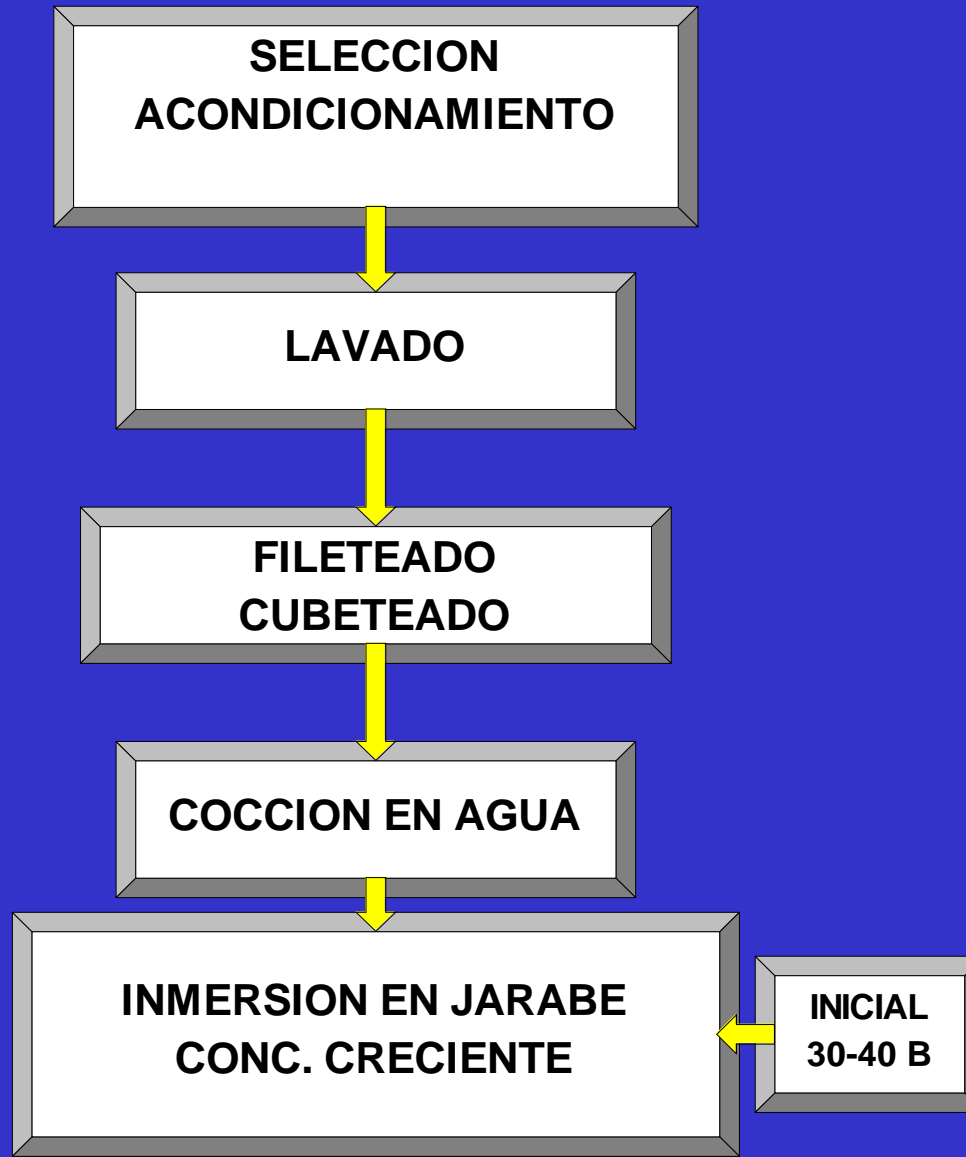 SELECCION
ACONDICIONAMIENTO
LAVADO
FILETEADO
CUBETEADO
COCCION EN AGUA
INMERSION EN JARABE
CONC. CRECIENTE
INICIAL
30-40 B